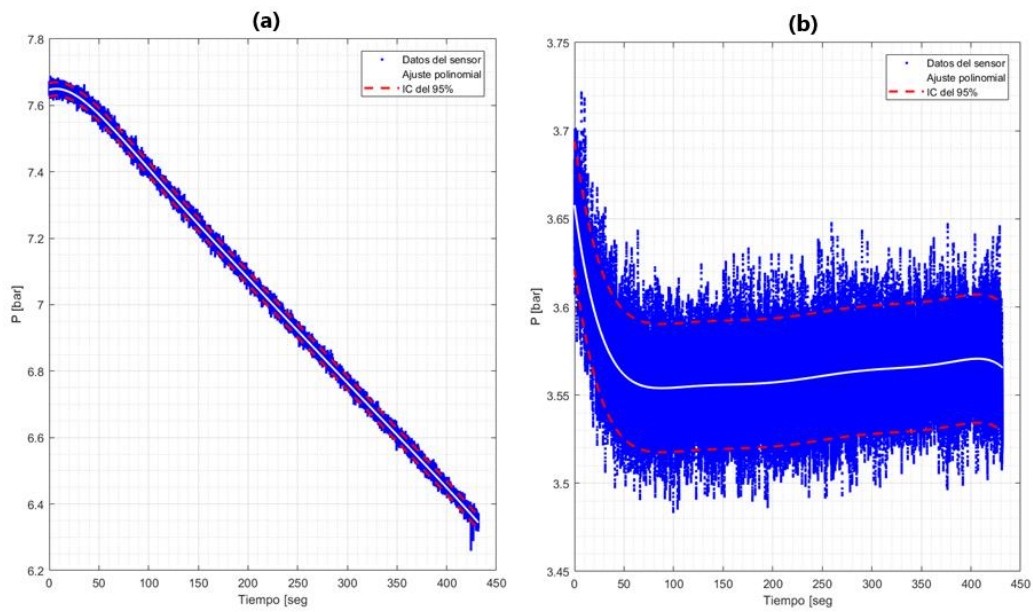 (a)
7.8
7.6
7.4
7.2
7
6.8
6.6
6.4
6.2
P [bar]
0 50 100 150 200 250 300 350 400 450
Tiempo [seg
Datos del sensor
Ajuste polinomial
IC del 95%
(b)
3.75
3.7
3.65
3.6
3.55
3.5
3.45
P [bar]
0 50 100 150 200 250 300 350 400 450
Tiempo [seg
Datos del sensor
Ajuste polinomial
IC del 95%